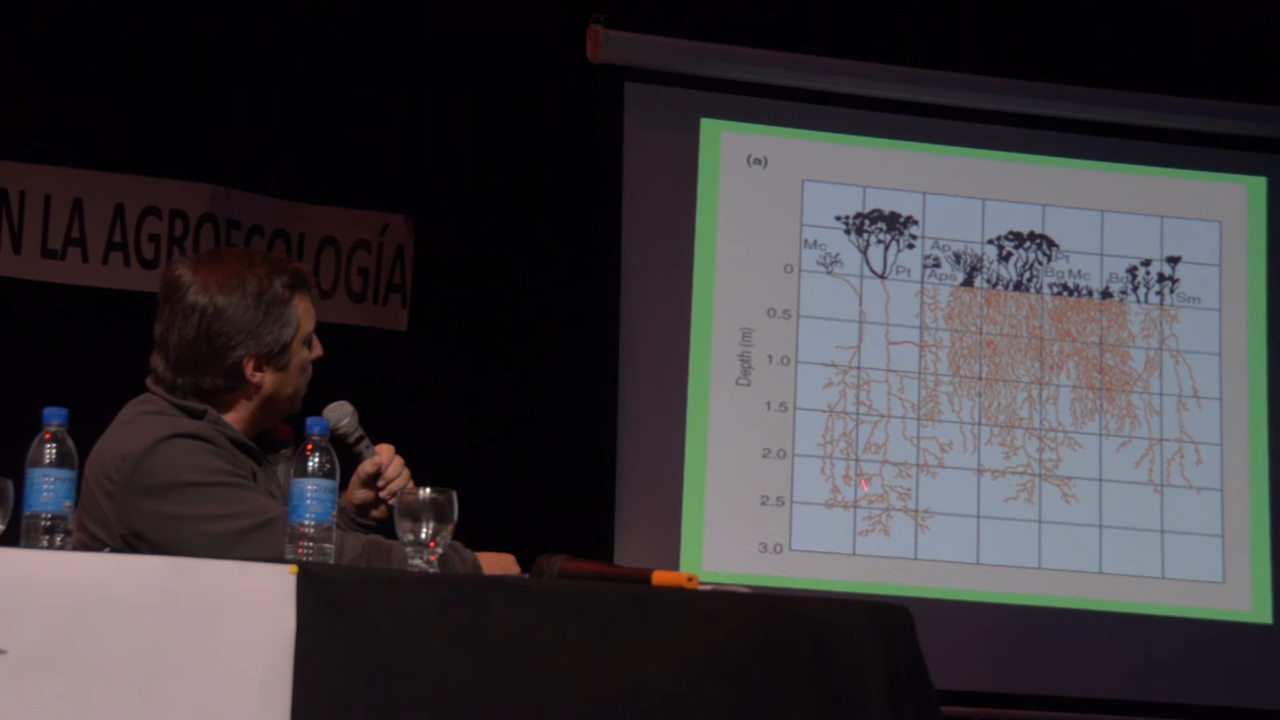 N LA AGROECOLOGÍA
(a)
Mc
Pt
Ap
Aps
Pt
Bg Mc
Sm
Depth (m)
0
0.5
1.0
1.5
2.0
2.5
3.0